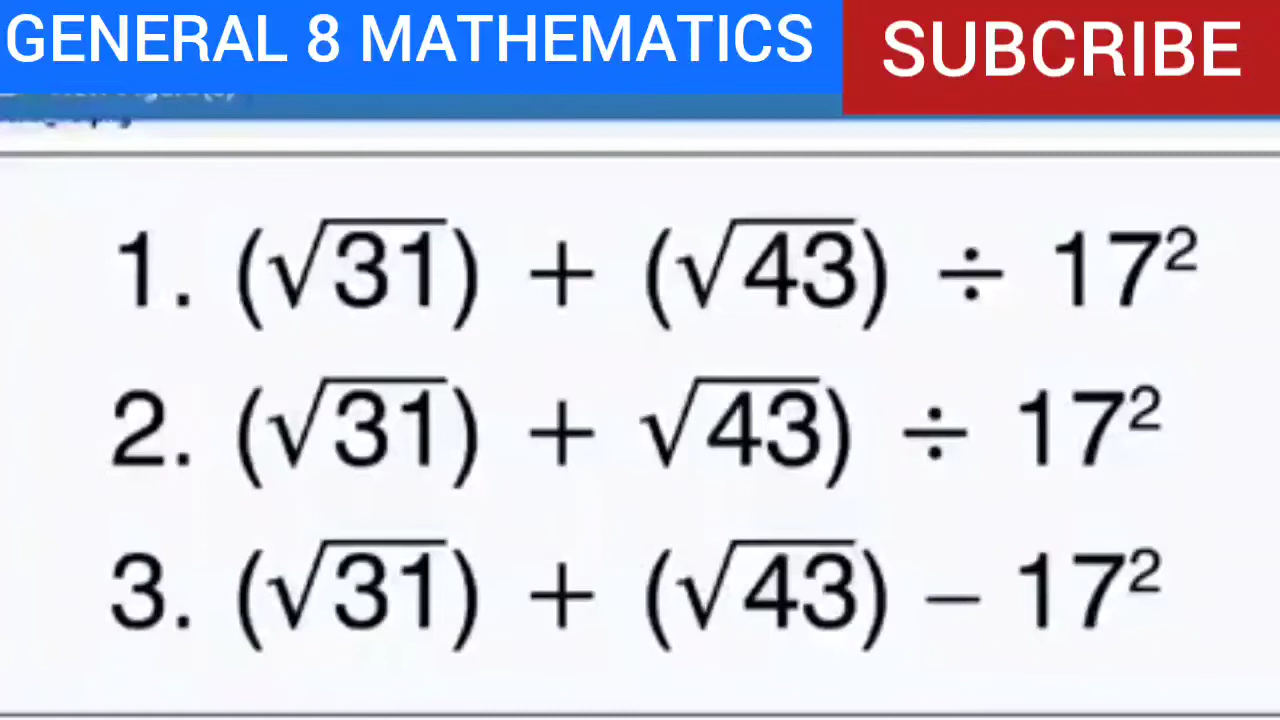 GENERAL 8 MATHEMATICS
SUBCRIBE
1. (√31) + (√43) ÷ 17²
2. (√31) + √43) ÷ 17²
3. (√31) + (√43) – 17²